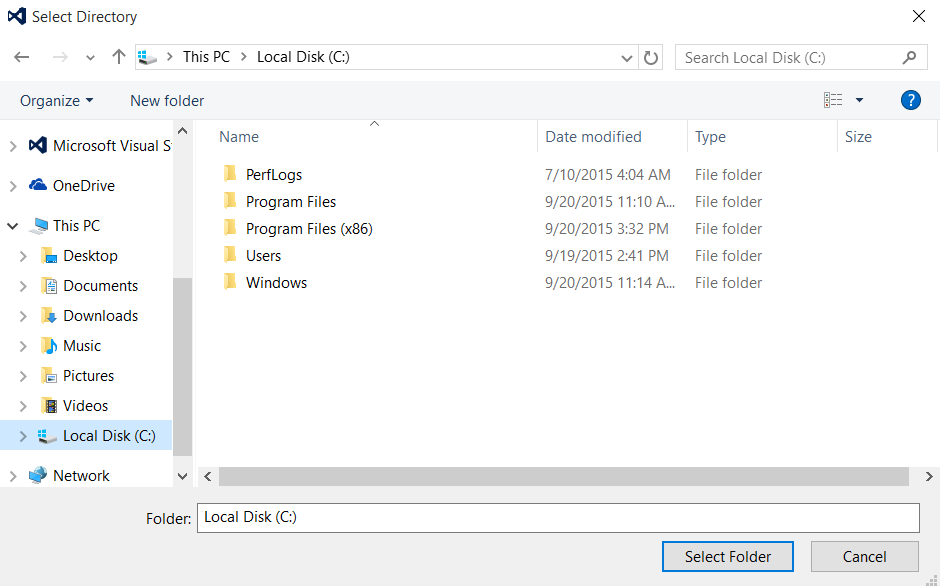 Select Directory
This PC Local Disk (C:)
Search Local Disk (C:)
Organize New folder
?
Name Date modified Type Size
Microsoft Visual S
OneDrive
This PC
Desktop
Documents
Downloads
Music
Pictures
Videos
Local Disk (C:)
Network
PerfLogs 7/10/2015 4:04 AM File folder
Program Files 9/20/2015 11:10 A... File folder
Program Files (x86) 9/20/2015 3:32 PM File folder
Users 9/19/2015 2:41 PM File folder
Windows 9/20/2015 11:14 A... File folder
Folder: Local Disk (C:)
Select Folder Cancel